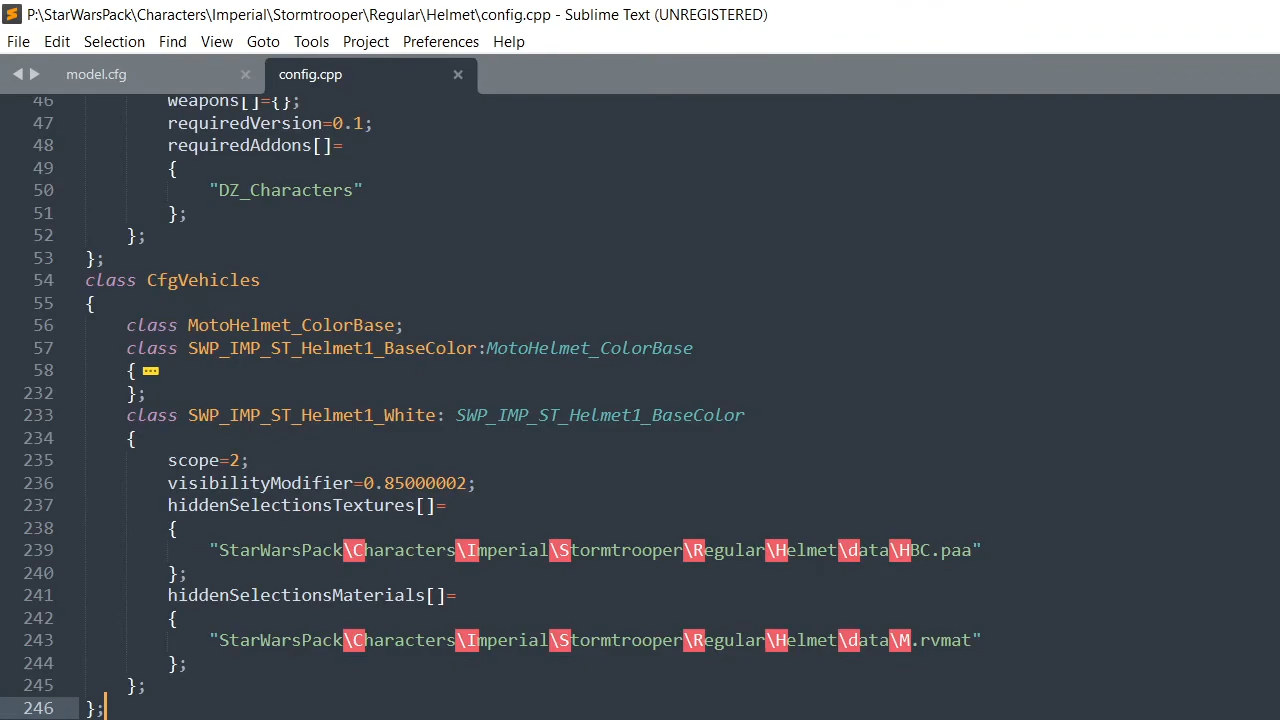 P:\StarWarsPack\Characters\Imperial\Stormtrooper\Regular\Helmet\config.cpp - Sublime Text (UNREGISTERED)
File Edit Selection Find View Goto Tools Project Preferences Help
model.cfg × config.cpp ×
46 weapons[]={};
47 requiredVersion=0.1;
48 requiredAddons[]=
49 {
50 "DZ_Characters"
51 };
52 };
53 };
54 class CfgVehicles
55 {
56 class MotoHelmet_ColorBase;
57 class SWP_IMP_ST_Helmet1_BaseColor:MotoHelmet_ColorBase
58 { ...
232 };
233 class SWP_IMP_ST_Helmet1_White: SWP_IMP_ST_Helmet1_BaseColor
234 {
235 scope=2;
236 visibilityModifier=0.85000002;
237 hiddenSelectionsTextures[]=
238 {
239 "StarWarsPack\Characters\Imperial\Stormtrooper\Regular\Helmet\data\HBC.paa"
240 };
241 hiddenSelectionsMaterials[]=
242 {
243 "StarWarsPack\Characters\Imperial\Stormtrooper\Regular\Helmet\data\M.rvmat"
244 };
245 };
246 };